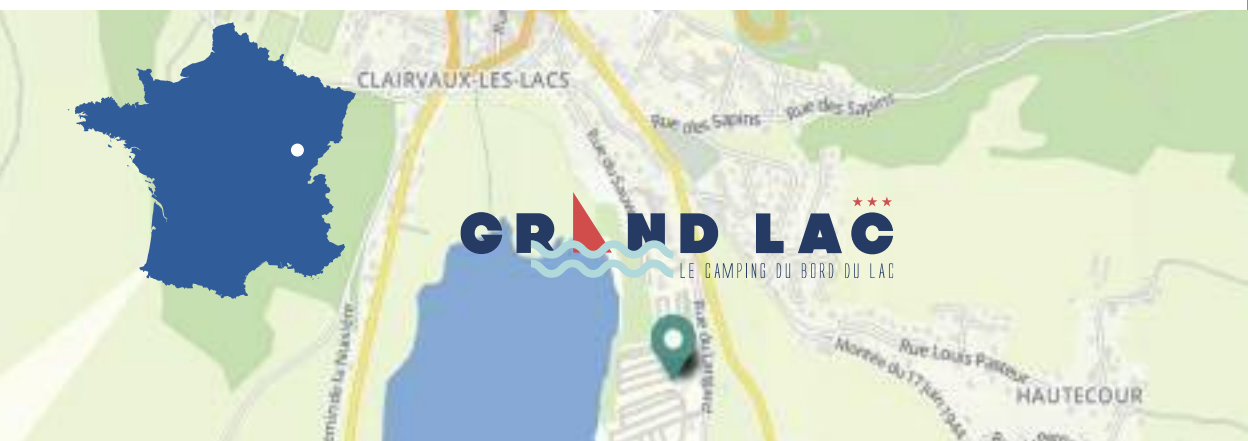 CLAIRVAUX-LES-LACS
Rue des Sapins
Rue des Sapins
GRAND LAC
LE CAMPING DU BORD DU LAC
Rue Louis Pasteur
Montée du 17 juin 1944
HAUTECOUR